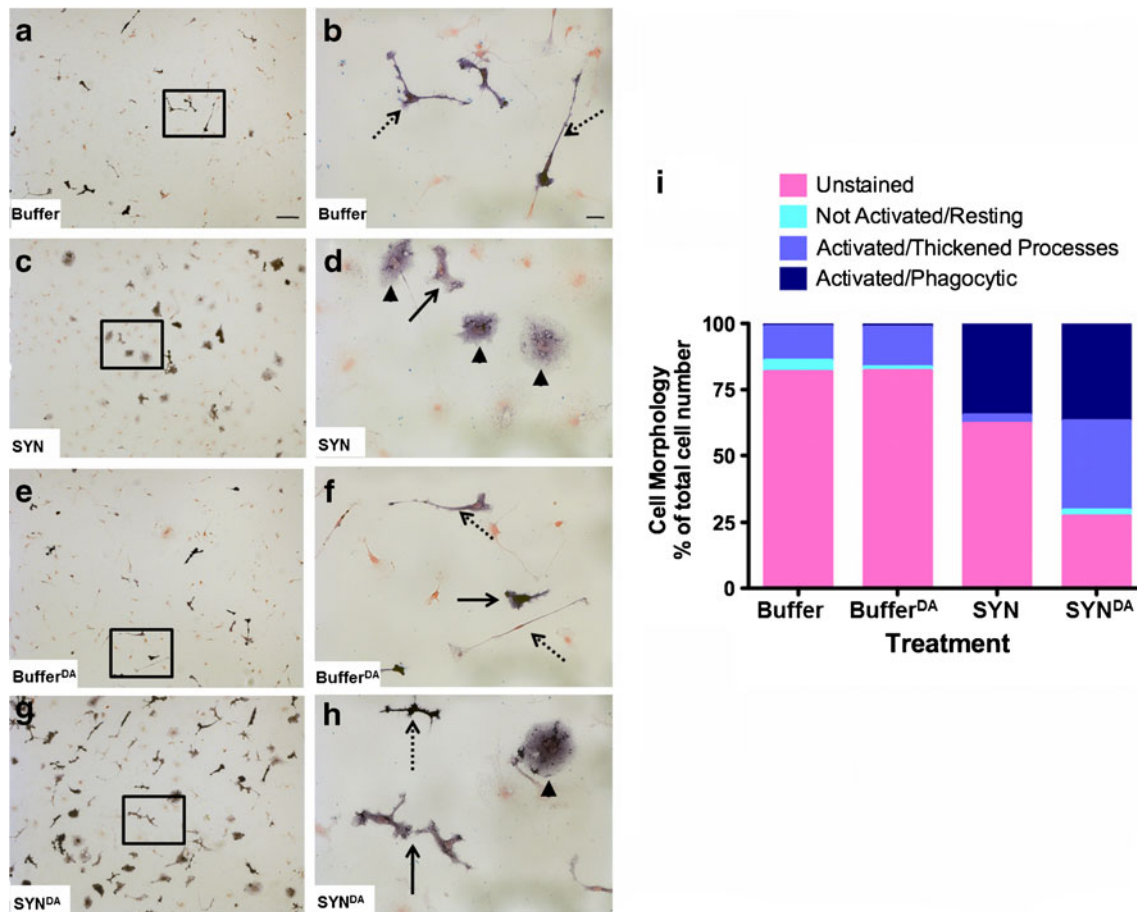 a
Buffer
b
Buffer
c
SYN
d
SYN
e
Buffer^DA
f
Buffer^DA
g
SYN^DA
h
SYN^DA
i
Unstained
Not Activated/Resting
Activated/Thickened Processes
Activated/Phagocytic
Cell Morphology
% of total cell number
100
75
50
25
0
Buffer
Buffer^DA
SYN
SYN^DA
Treatment